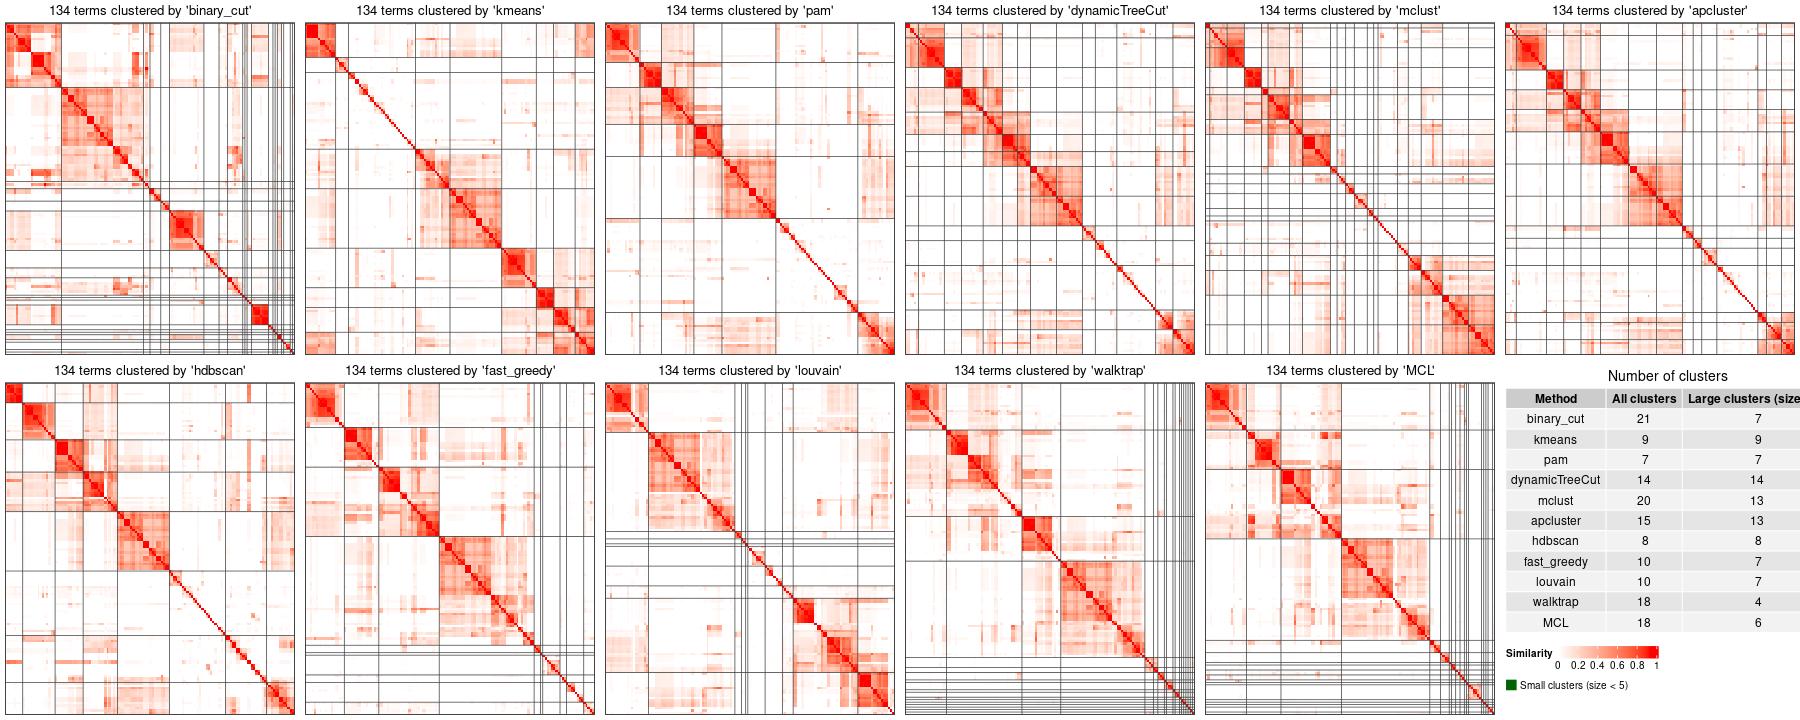 134 terms clustered by 'binary_cut'
134 terms clustered by 'kmeans'
134 terms clustered by 'pam'
134 terms clustered by 'dynamicTreeCut'
134 terms clustered by 'mclust'
134 terms clustered by 'apcluster'
134 terms clustered by 'hdbscan'
134 terms clustered by 'fast_greedy'
134 terms clustered by 'louvain'
134 terms clustered by 'walktrap'
134 terms clustered by 'MCL'
Number of clusters
Method All clusters Large clusters (size
binary_cut 21 7
kmeans 9 9
pam 7 7
dynamicTreeCut 14 14
mclust 20 13
apcluster 15 13
hdbscan 8 8
fast_greedy 10 7
louvain 10 7
walktrap 18 4
MCL 18 6
Similarity
0 0.2 0.4 0.6 0.8 1
Small clusters (size < 5)